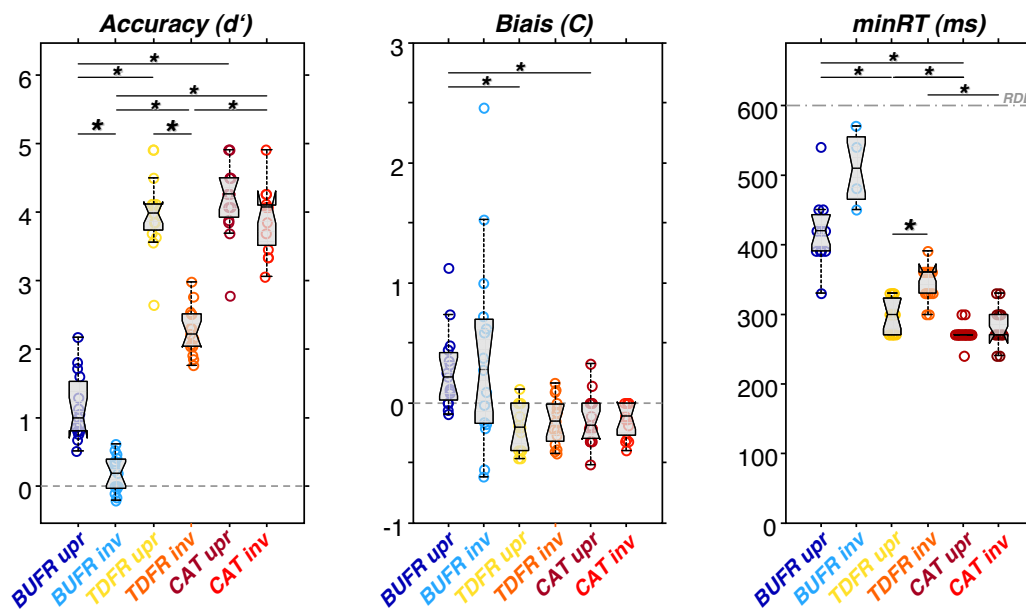 Accuracy (d‘)
6
5
4
3
2
1
0
* * * * * * * *
BUFR upr
BUFR inv
TDFR upr
TDFR inv
CAT upr
CAT inv
Biais (C)
3
2
1
0
-1
* *
BUFR upr
BUFR inv
TDFR upr
TDFR inv
CAT upr
CAT inv
minRT (ms)
600
500
400
300
200
100
0
* * * * *
BUFR upr
BUFR inv
TDFR upr
TDFR inv
CAT upr
CAT inv